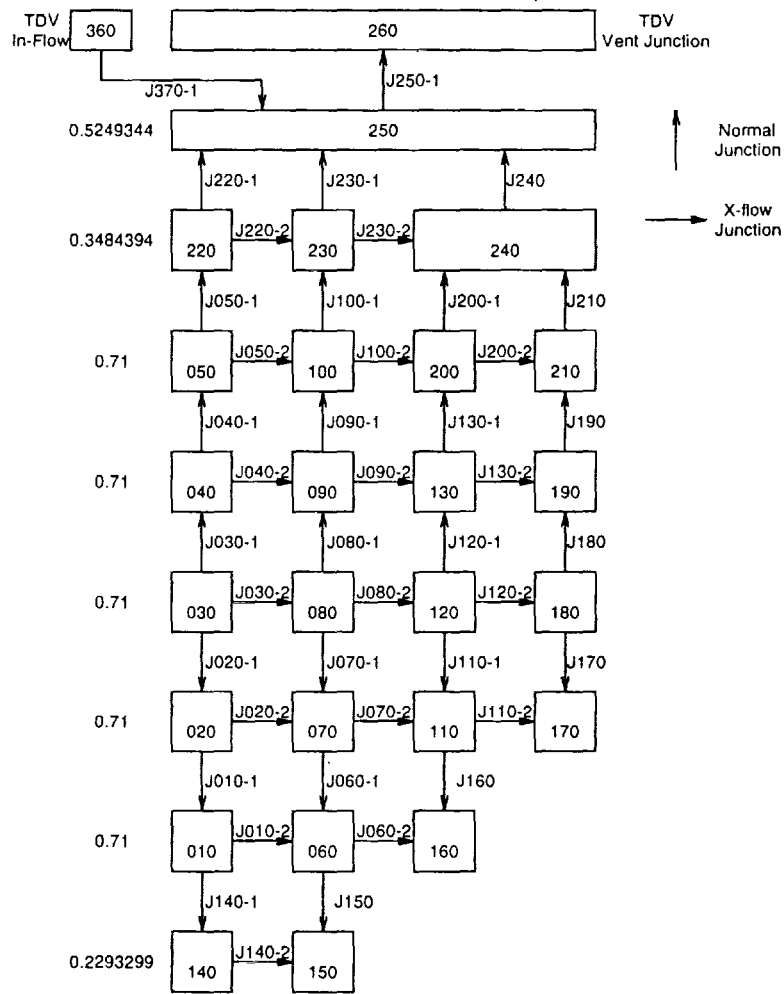 TDV
In-Flow
360
260
TDV
Vent Junction
J370-1
J250-1
0.5249344
250
Normal
Junction
J220-1
J230-1
J240
X-flow
Junction
0.3484394
220
J220-2
230
J230-2
240
J050-1
J100-1
J200-1
J210
0.71
050
J050-2
100
J100-2
200
J200-2
210
J040-1
J090-1
J130-1
J190
0.71
040
J040-2
090
J090-2
130
J130-2
190
J030-1
J080-1
J120-1
J180
0.71
030
J030-2
080
J080-2
120
J120-2
180
J020-1
J070-1
J110-1
J170
0.71
020
J020-2
070
J070-2
110
J110-2
170
J010-1
J060-1
J160
0.71
010
J010-2
060
J060-2
160
J140-1
J150
0.2293299
140
J140-2
150